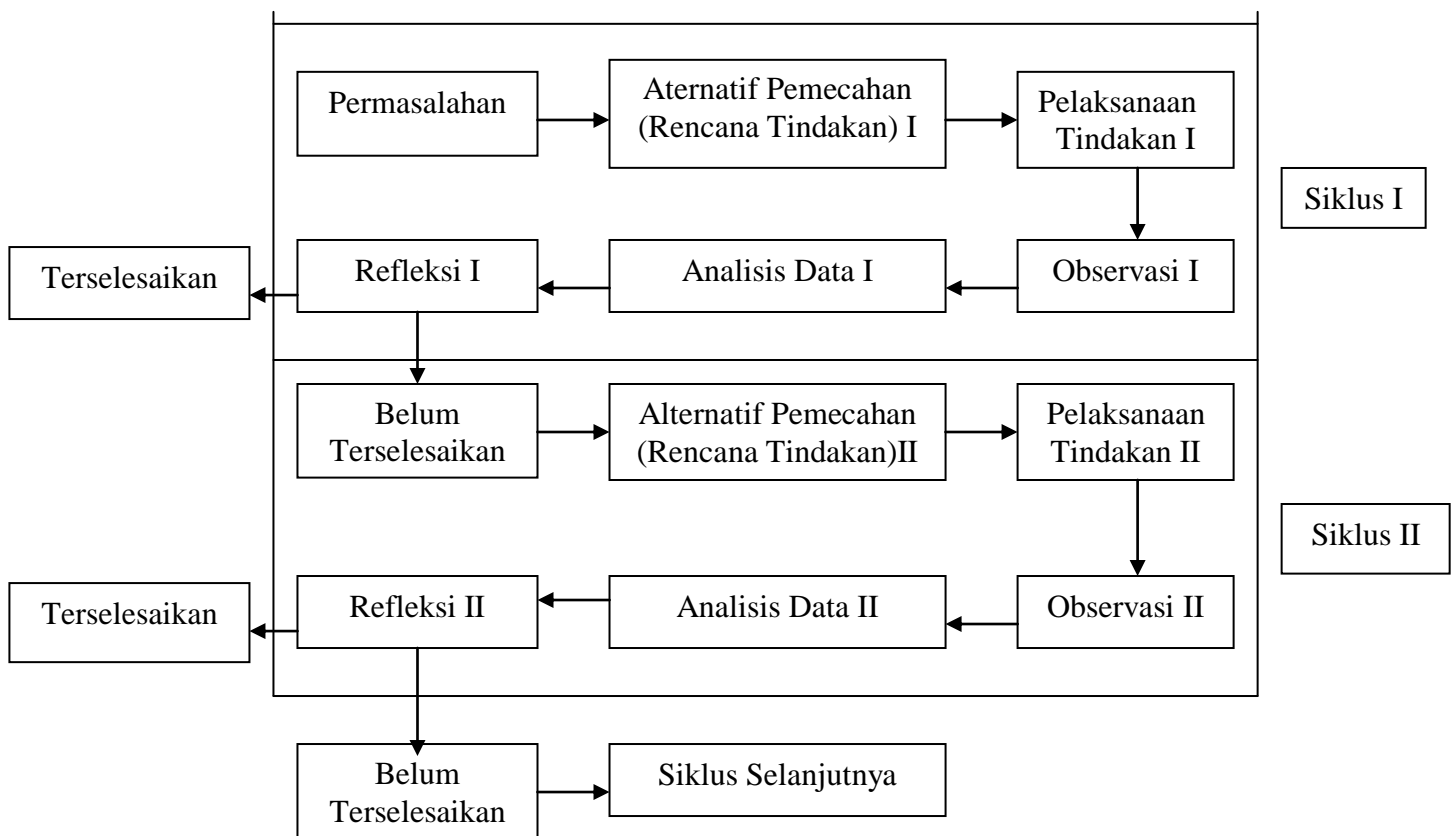 Permasalahan
Aternatif Pemecahan
(Rencana Tindakan) I
Pelaksanaan
Tindakan I
Siklus I
Terselesaikan
Refleksi I
Analisis Data I
Observasi I
Belum
Terselesaikan
Alternatif Pemecahan
(Rencana Tindakan)II
Pelaksanaan
Tindakan II
Siklus II
Terselesaikan
Refleksi II
Analisis Data II
Observasi II
Belum
Terselesaikan
Siklus Selanjutnya